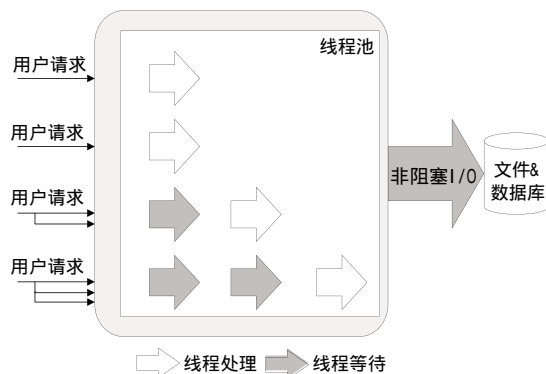 线程池
用户请求
用户请求
用户请求
用户请求
非阻塞I/O
文件&
数据库
线程处理
线程等待